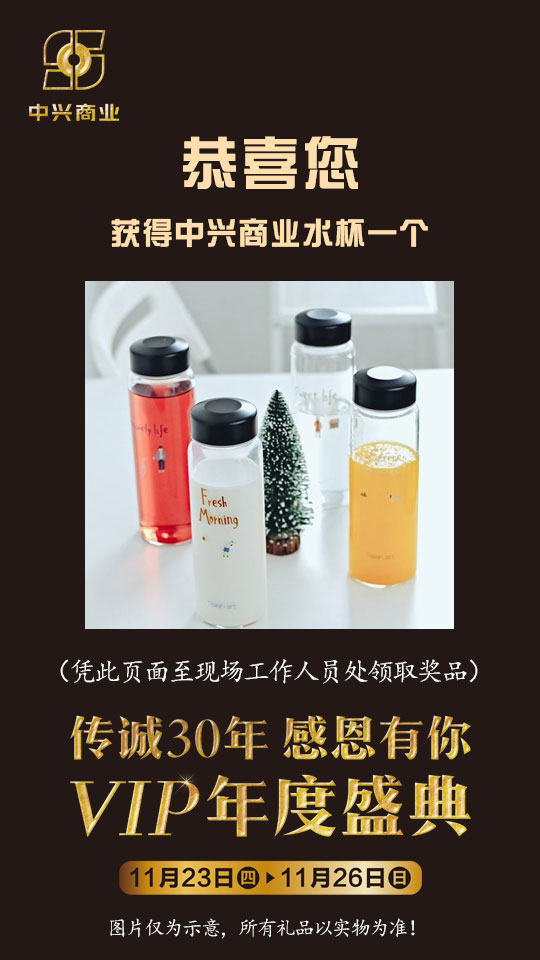 中兴商业
恭喜您
获得中兴商业水杯一个
Fresh
Morning
（凭此页面至现场工作人员处领取奖品）
传诚30年 感恩有你
VIP年度盛典
11月23日四 ▸ 11月26日日
图片仅为示意，所有礼品以实物为准！